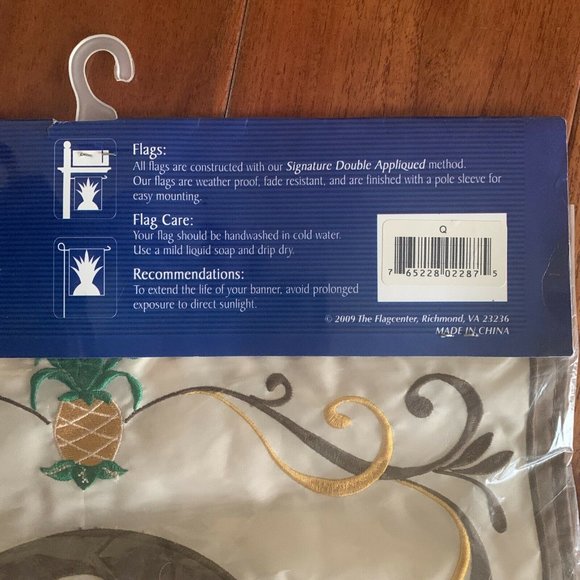 Flags:
All flags are constructed with our Signature Double Appliqued method.
Our flags are weather proof, fade resistant, and are finished with a pole sleeve for
easy mounting.
Flag Care:
Your flag should be handwashed in cold water.
Use a mild liquid soap and drip dry.
Recommendations:
To extend the life of your banner, avoid prolonged
exposure to direct sunlight.
Q
7 65228 02287 5
© 2009 The Flagcenter, Richmond, VA 23236
MADE IN CHINA